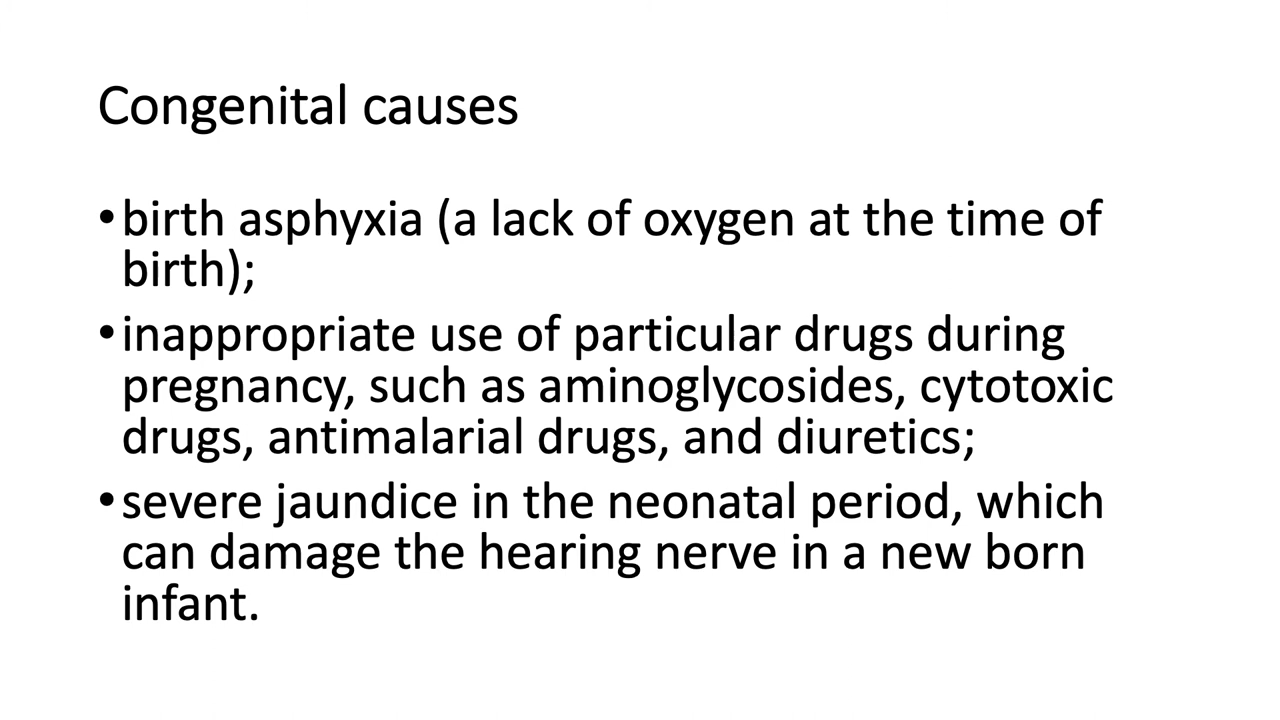 Congenital causes
•birth asphyxia (a lack of oxygen at the time of
birth);
•inappropriate use of particular drugs during
pregnancy, such as aminoglycosides, cytotoxic
drugs, antimalarial drugs, and diuretics;
•severe jaundice in the neonatal period, which
can damage the hearing nerve in a new born
infant.